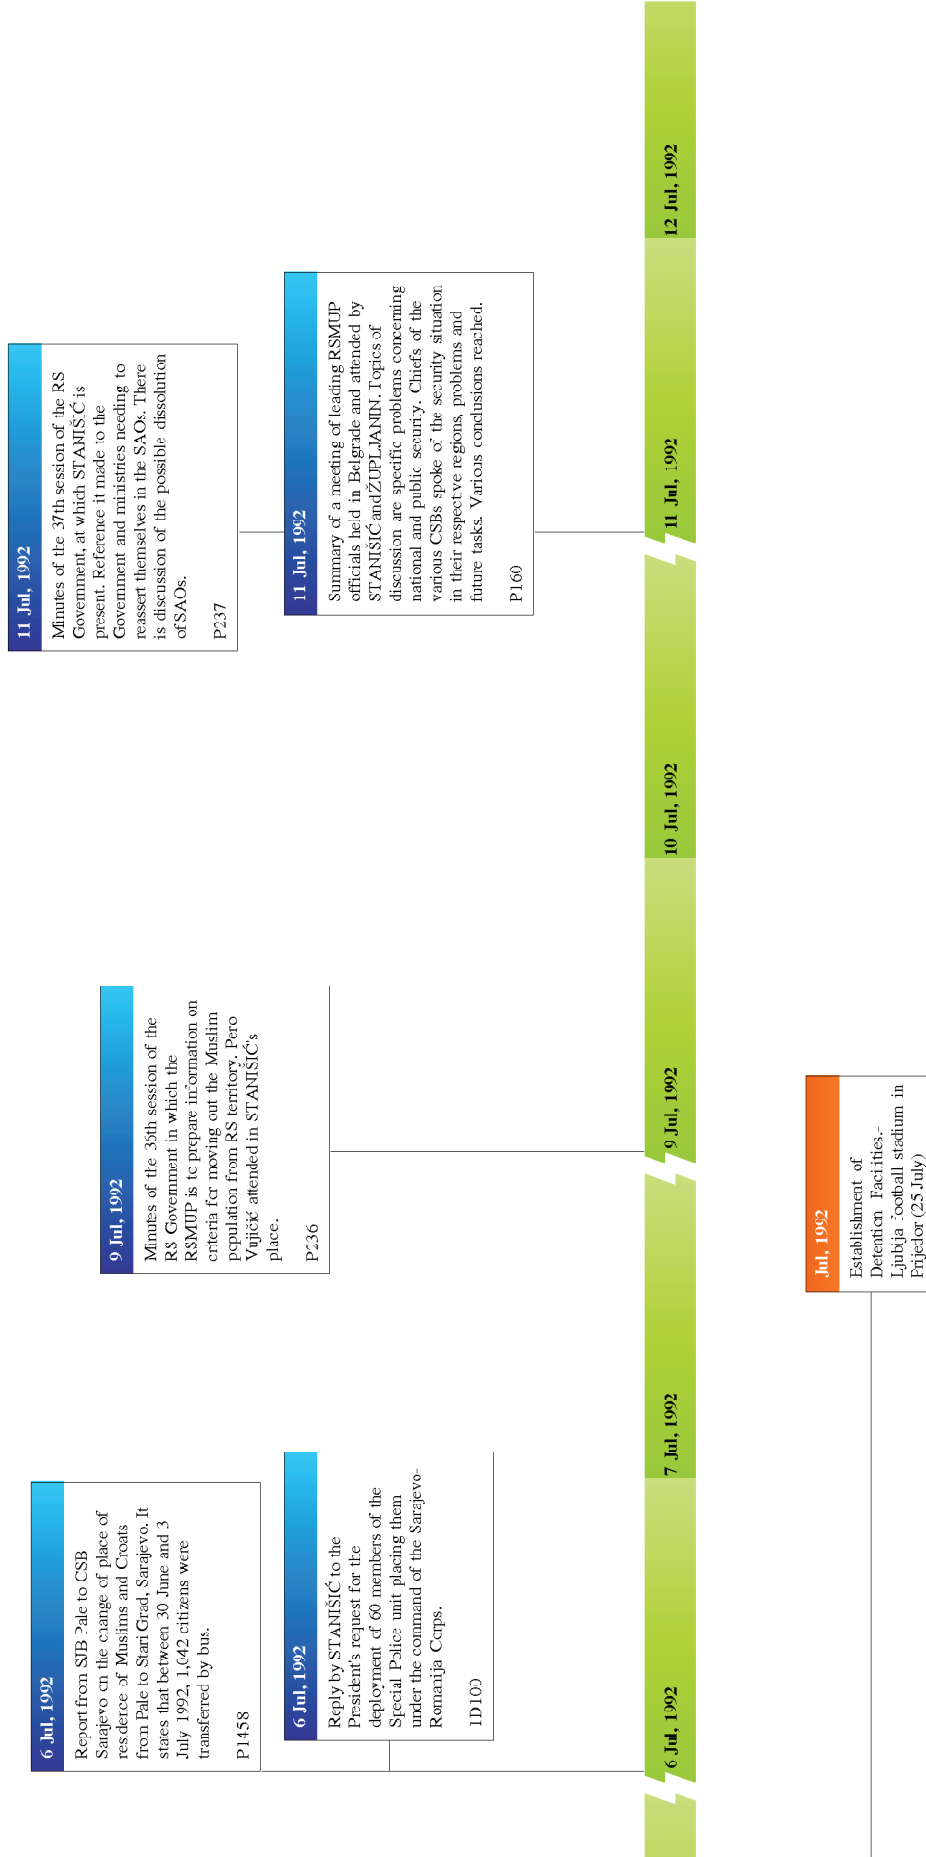 6 Jul, 1992
Report from SJB Pale to CSB
Sarajevo on the change of place of
residence of Muslims and Croats
from Pale to Stari Grad, Sarajevo. It
states that between 30 June and 3
July 1992, 1,042 citizens were
transferred by bus.
P1458
6 Jul, 1992
Reply by STANIŠIĆ to the
President's request for the
deployment of 60 members of the
Special Police unit placing them
under the command of the Sarajevo-
Romanija Corps.
1D100
9 Jul, 1992
Minutes of the 36th session of the
RS Government in which the
RSMUP is to prepare information on
criteria for moving out the Muslim
population from RS territory. Pero
Vujičić attended in STANIŠIĆ's
place.
P236
11 Jul, 1992
Minutes of the 37th session of the RS
Government, at which STANIŠIĆ is
present. Reference it made to the
Government and ministries needing to
reassert themselves in the SAOs. There
is discussion of the possible dissolution
of SAOs.
P237
11 Jul, 1992
Summary of a meeting of leading RSMUP
officials held in Belgrade and attended by
STANIŠIĆ and ŽUPLJANIN. Topics of
discussion are specific problems concerning
national and public security. Chiefs of the
various CSBs spoke of the security situation
in their respective regions, problems and
future tasks. Various conclusions reached.
P160
6 Jul, 1992
7 Jul, 1992
9 Jul, 1992
10 Jul, 1992
11 Jul, 1992
12 Jul, 1992
Jul, 1992
Establishment of
Detention Facilities.-
Ljubija football stadium in
Prijedor (25 July)